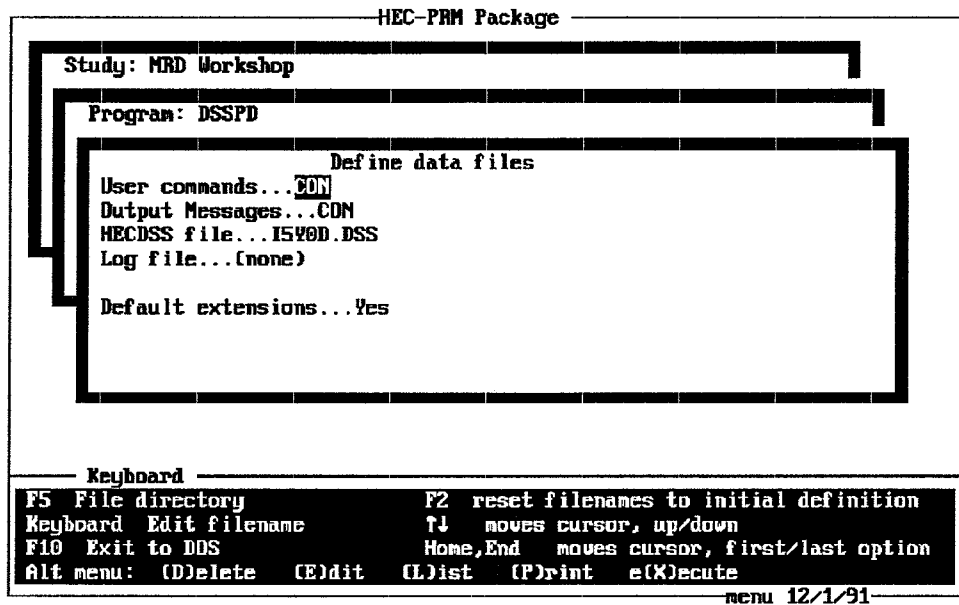 HEC-PRM Package
Study: MRD Workshop
Program: DSSPD
Define data files
User commands...CON
Output Messages...CON
HECDSS file...I5Y0D.DSS
Log file...(none)
Default extensions...Yes
Keyboard
F5 File directory F2 reset filenames to initial definition
Keyboard Edit filename ↑↓ moves cursor, up/down
F10 Exit to DOS Home,End moves cursor, first/last option
Alt menu: (D)elete (E)dit (L)ist (P)rint e(X)ecute
menu 12/1/91